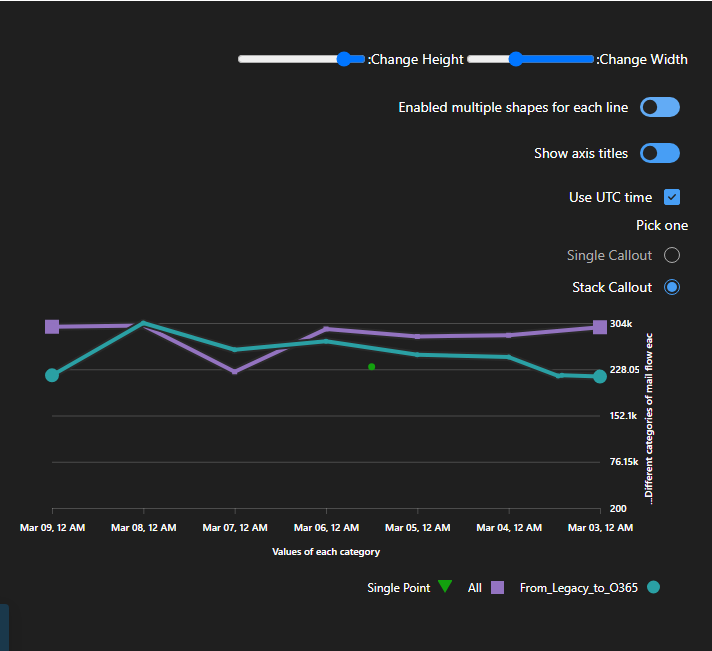 :Change Height :Change Width
Enabled multiple shapes for each line
Show axis titles
Use UTC time
Pick one
Single Callout
Stack Callout
304k
228.05
152.1k
76.15k
200
...Different categories of mail flow eac
Mar 09, 12 AM Mar 08, 12 AM Mar 07, 12 AM Mar 06, 12 AM Mar 05, 12 AM Mar 04, 12 AM Mar 03, 12 AM
Values of each category
Single Point All From_Legacy_to_O365